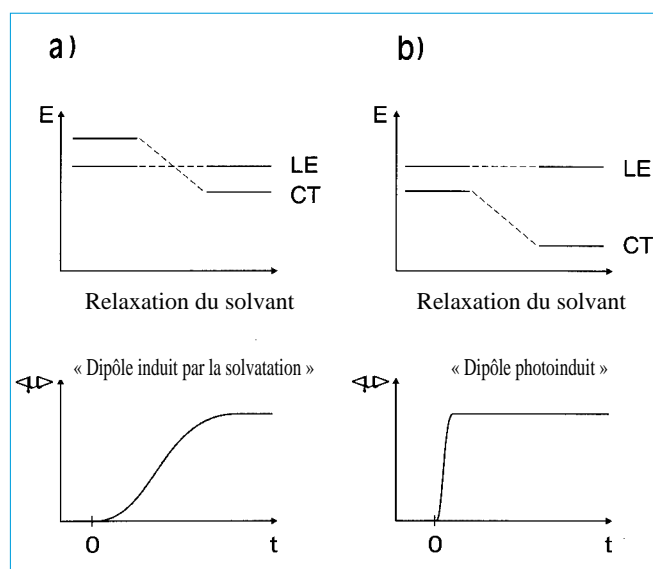 a)
b)
E
LE
CT
Relaxation du solvant
E
LE
CT
Relaxation du solvant
« Dipôle induit par la solvatation »
<μ>
0
t
« Dipôle photoinduit »
<μ>
0
t